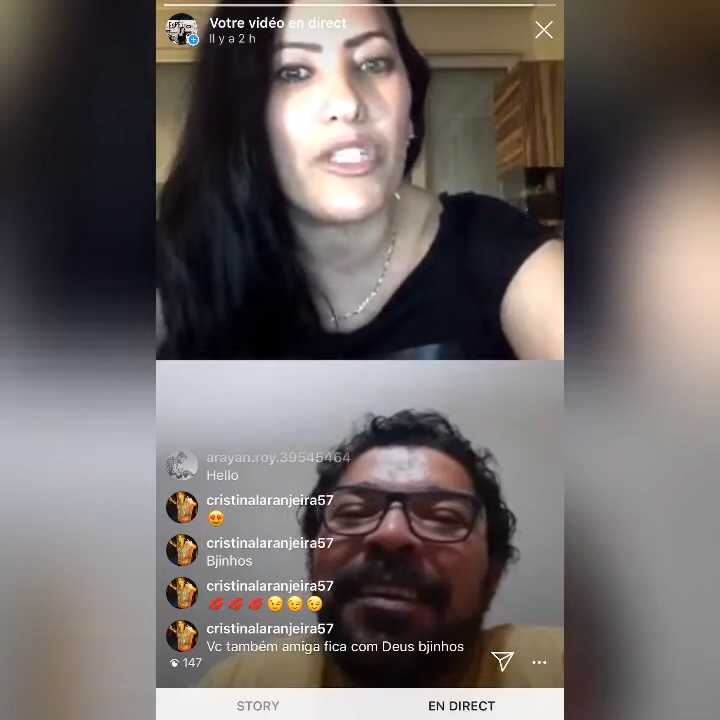 Votre vidéo en direct
Il y a 2 h
arayan.roy.39545464
Hello
cristinalaranjeira57
😍
cristinalaranjeira57
Bjinhos
cristinalaranjeira57
💋💋💋😉😉😉
cristinalaranjeira57
Vc também amiga fica com Deus bjinhos
147
STORY
EN DIRECT